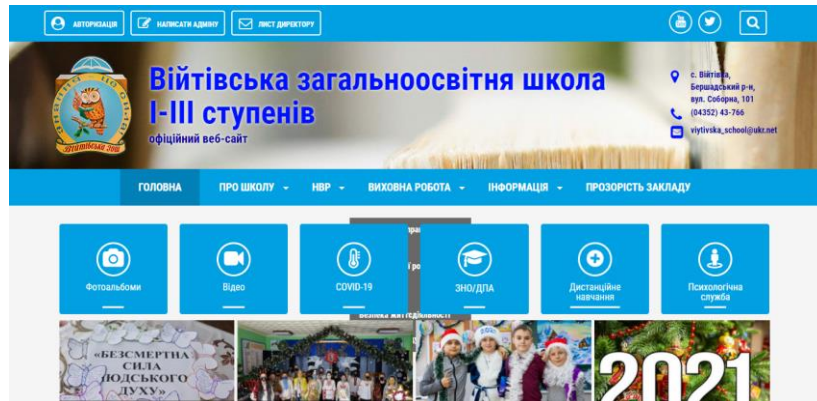 АВТОРИЗАЦІЯ
НАПИСАТИ АДМІНУ
ЛИСТ ДИРЕКТОРУ
Війтівська загальноосвітня школа
І-ІІІ ступенів
офіційний веб-сайт
с. Війтівка,
Бершадський р-н,
вул. Соборна, 101
(04352) 43-766
viytivska_school@ukr.net
ГОЛОВНА
ПРО ШКОЛУ
НВР
ВИХОВНА РОБОТА
ІНФОРМАЦІЯ
ПРОЗОРІСТЬ ЗАКЛАДУ
Фотоальбоми
Відео
COVID-19
ЗНО/ДПА
Дистанційне
навчання
Психологічна
служба
Безпека життєдіяльності
«БЕЗСМЕРТНА
СИЛА
ЛЮДСЬКОГО
ДУХУ»
2021